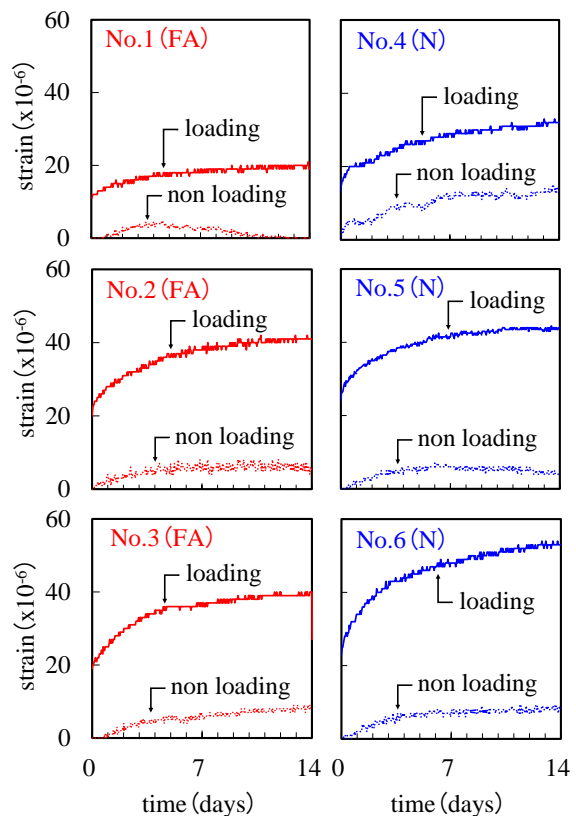 60
40
20
0
strain(x10-6)
No.1(FA)
loading
non loading
No.4(N)
loading
non loading
60
40
20
0
strain(x10-6)
No.2(FA)
loading
non loading
No.5(N)
loading
non loading
60
40
20
0
strain(x10-6)
No.3(FA)
loading
non loading
No.6(N)
loading
non loading
0
7
14
time(days)
0
7
14
time(days)